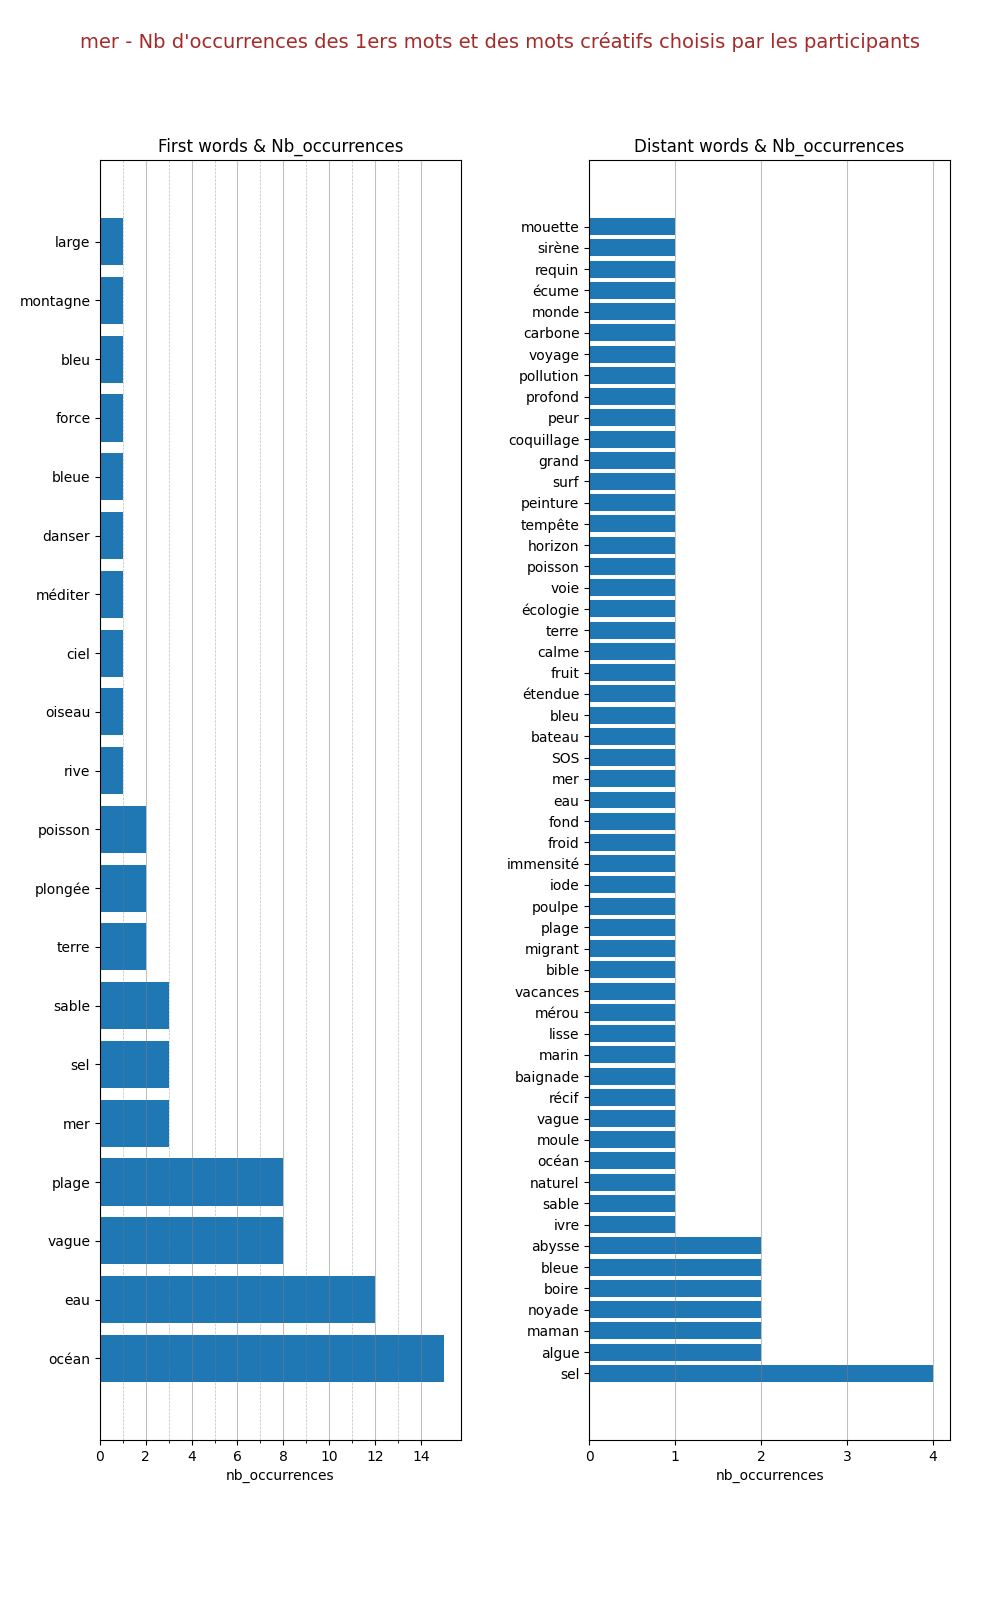 mer - Nb d'occurrences des 1ers mots et des mots créatifs choisis par les participants
First words & Nb_occurrences
large
montagne
bleu
force
bleue
danser
méditer
ciel
oiseau
rive
poisson
plongée
terre
sable
sel
mer
plage
vague
eau
océan
0 2 4 6 8 10 12 14
nb_occurrences
Distant words & Nb_occurrences
mouette
sirène
requin
écume
monde
carbone
voyage
pollution
profond
peur
coquillage
grand
surf
peinture
tempête
horizon
poisson
voie
écologie
terre
calme
fruit
étendue
bleu
bateau
SOS
mer
eau
fond
froid
immensité
iode
poulpe
plage
migrant
bible
vacances
mérou
lisse
marin
baignade
récif
vague
moule
océan
naturel
sable
ivre
abysse
bleue
boire
noyade
maman
algue
sel
0 1 2 3 4
nb_occurrences